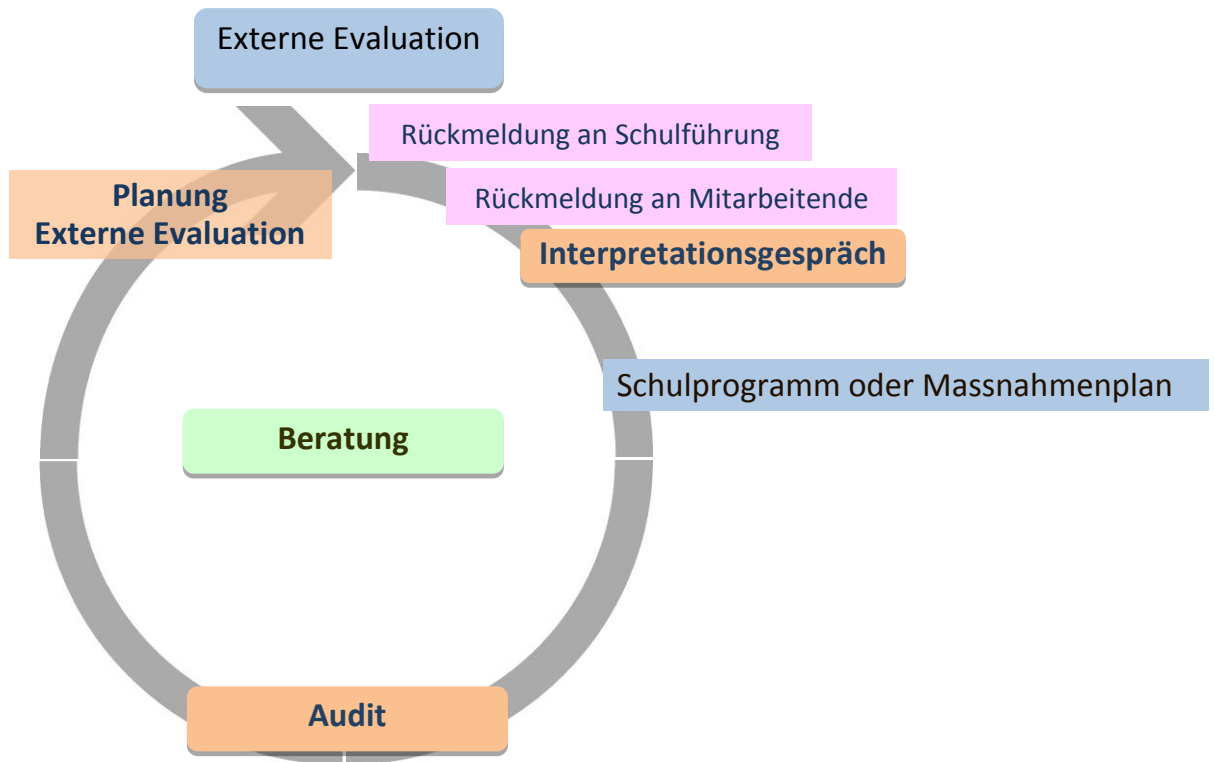 Externe Evaluation
Rückmeldung an Schulführung
Rückmeldung an Mitarbeitende
Planung
Externe Evaluation
Interpretationsgespräch
Schulprogramm oder Massnahmenplan
Beratung
Audit